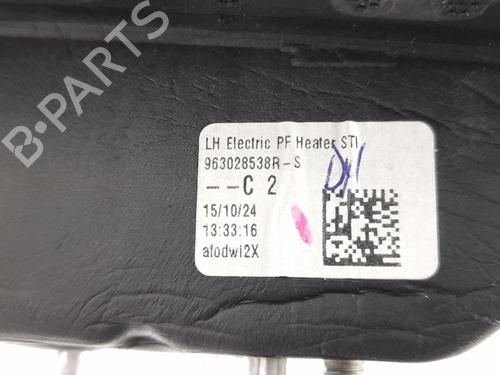 B-PARTS
LH Electric PF Heater STI
963028538R-S
---C 2
15/10/24
13:33:16
afodwi2X